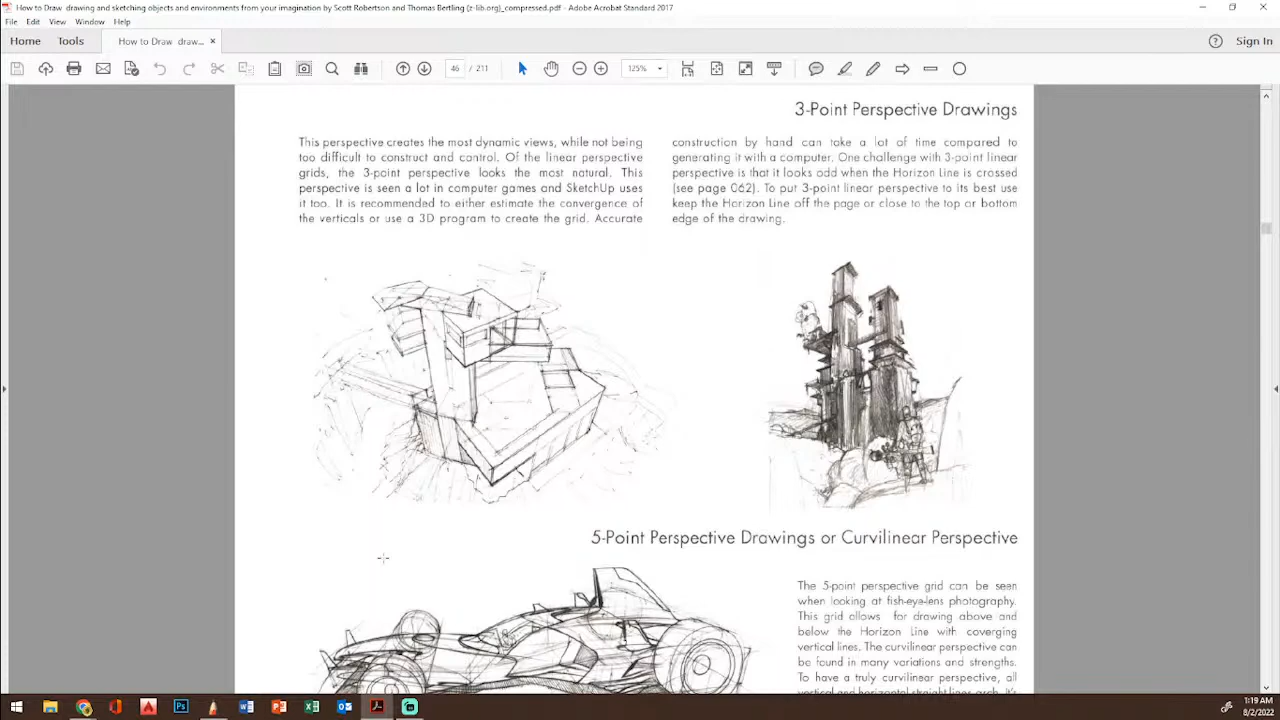 How to Draw drawing and sketching objects and environments from your imagination by Scott Robertson and Thomas Bertling (z-lib.org)_compressed.pdf - Adobe Acrobat Standard 2017
File Edit View Window Help
Home Tools How to Draw draw... × Sign In
46 / 211 125%
3-Point Perspective Drawings
This perspective creates the most dynamic views, while not being
too difficult to construct and control. Of the linear perspective
grids, the 3-point perspective looks the most natural. This
perspective is seen a lot in computer games and SketchUp uses
it too. It is recommended to either estimate the convergence of
the verticals or use a 3D program to create the grid. Accurate
construction by hand can take a lot of time compared to
generating it with a computer. One challenge with 3-point linear
perspective is that it looks odd when the Horizon Line is crossed
(see page 062). To put 3-point linear perspective to its best use
keep the Horizon Line off the page or close to the top or bottom
edge of the drawing.
5-Point Perspective Drawings or Curvilinear Perspective
The 5-point perspective grid can be seen
when looking at fish-eye-lens photography.
This grid allows for drawing above and
below the Horizon Line with coverging
vertical lines. The curvilinear perspective can
be found in many variations and strengths.
To have a truly curvilinear perspective, all
vertical and horizontal straight lines arch. It's
1:19 AM
8/2/2022